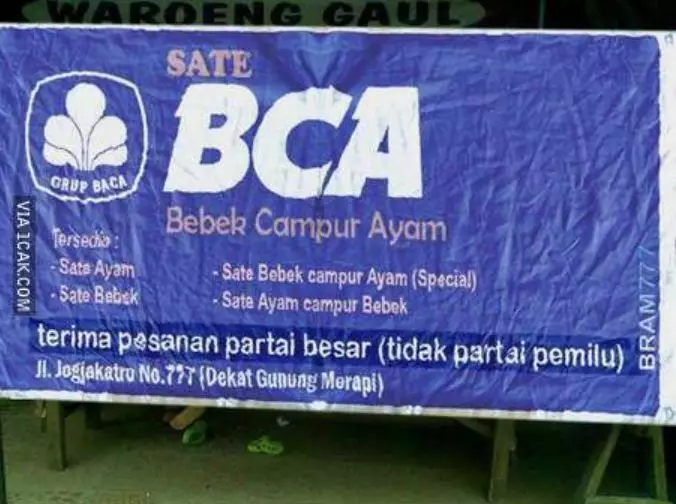 WAROENG GAUL
SATE
BCA
GRUP BACA
Bebek Campur Ayam
Tersedia :
- Sate Ayam
- Sate Bebek
- Sate Bebek campur Ayam (Special)
- Sate Ayam campur Bebek
terima pesanan partai besar (tidak partai pemilu)
Jl. Jogjakatro No.777 (Dekat Gunung Merapi)
VIA 1CAK.COM
BRAM777